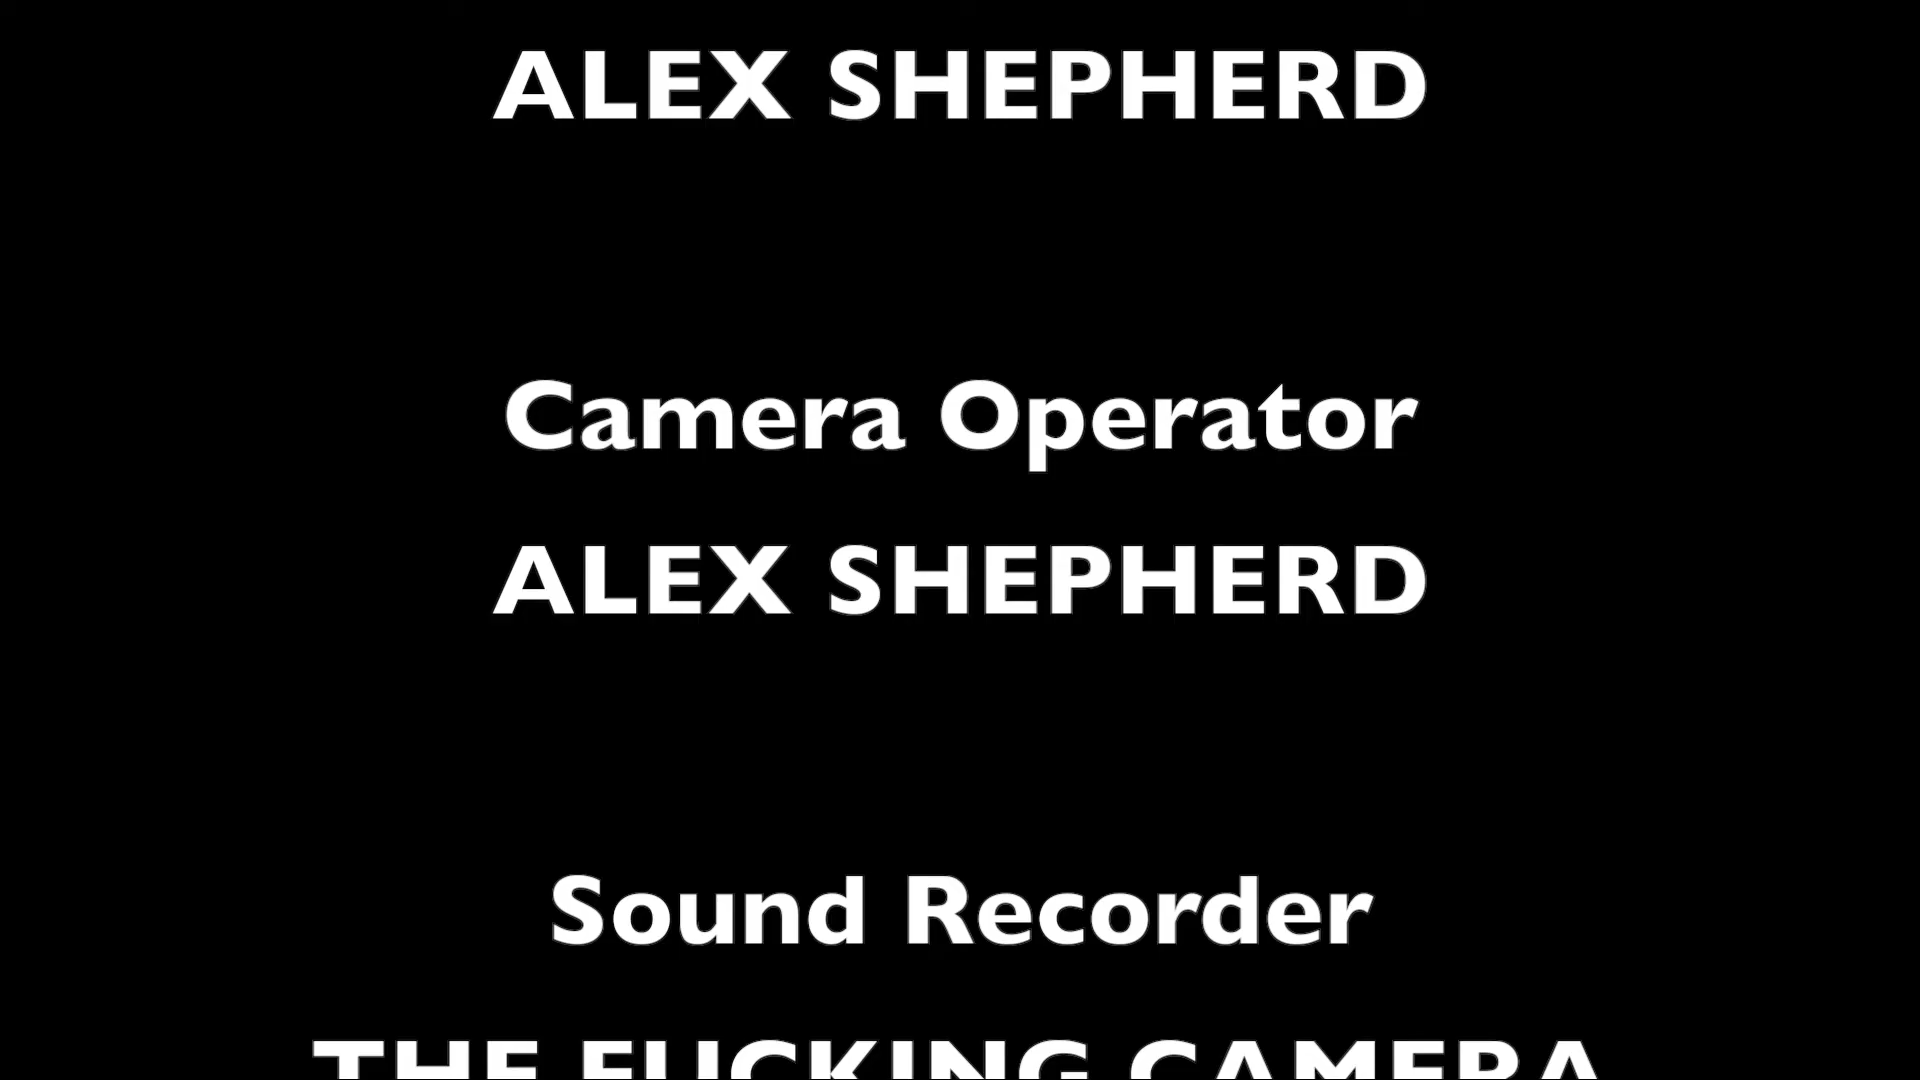 ALEX SHEPHERD
Camera Operator
ALEX SHEPHERD
Sound Recorder
THE FUCKING CAMERA